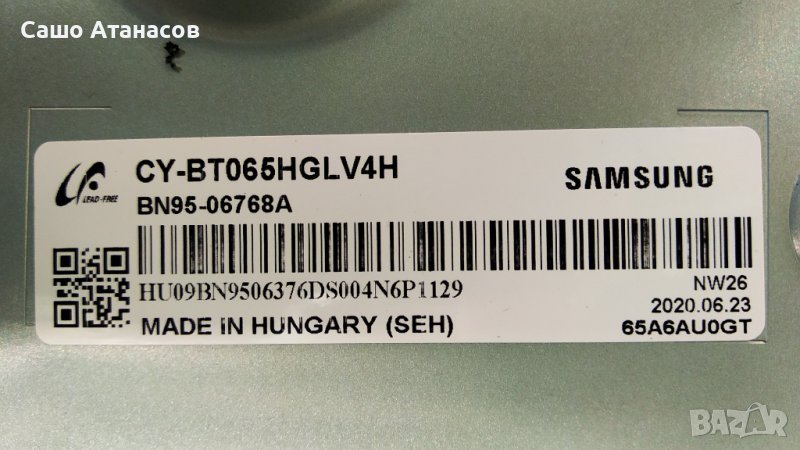 Сашо Атанасов
CY-BT065HGLV4H
SAMSUNG
LEAD-FREE
BN95-06768A
HU09BN9506376DS004N6P1129
NW26
2020.06.23
MADE IN HUNGARY (SEH)
65A6AU0GT
BAZAR